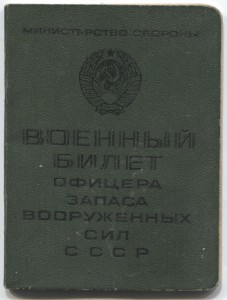 МИНИСТЕРСТВО ОБОРОНЫ
ВОЕННЫЙ
БИЛЕТ
ОФИЦЕРА
ЗАПАСА
ВООРУЖЕННЫХ
СИЛ
СССР